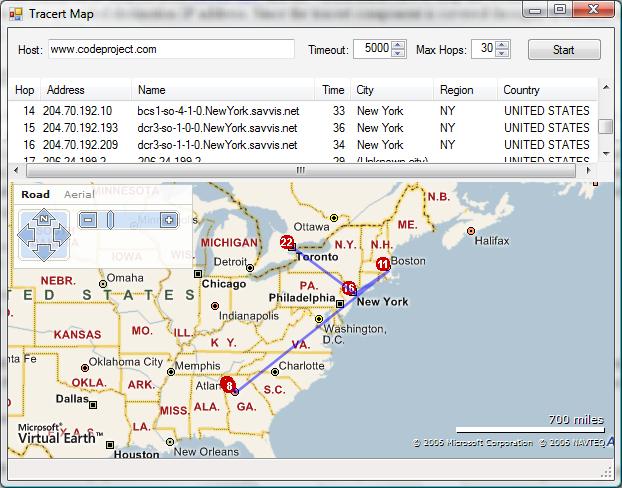 Tracert Map
Host: www.codeproject.com Timeout: 5000 Max Hops: 30 Start
Hop Address Name Time City Region Country
14 204.70.192.10 bcs1-so-4-1-0.NewYork.savvis.net 33 New York NY UNITED STATES
15 204.70.192.193 dcr3-so-1-0-0.NewYork.savvis.net 36 New York NY UNITED STATES
16 204.70.192.209 dcr3-so-1-1-0.NewYork.savvis.net 34 New York NY UNITED STATES
17 206.24.199.2 206.24.199.2 29 (Unknown city)
Road Aerial
MINNESOTA
N
N.B.
Ottawa
ME.
MICHIGAN
22
Toronto
N.Y.
N.H.
Halifax
Detroit
11
Boston
NEBR.
Omaha
Chicago
PA.
16
New York
Philadelphia
STATES
Indianapolis
Washington, D.C.
KANSAS
MO.
ILL.
KY.
VA.
Oklahoma City
Memphis
Charlotte
OKLA.
ARK.
Atlan
8
S.C.
Dallas
MISS.
ALA.
GA.
Microsoft®
Virtual Earth™
Houston
New Orleans
700 miles
© 2006 Microsoft Corporation © 2006 NAVTEQ